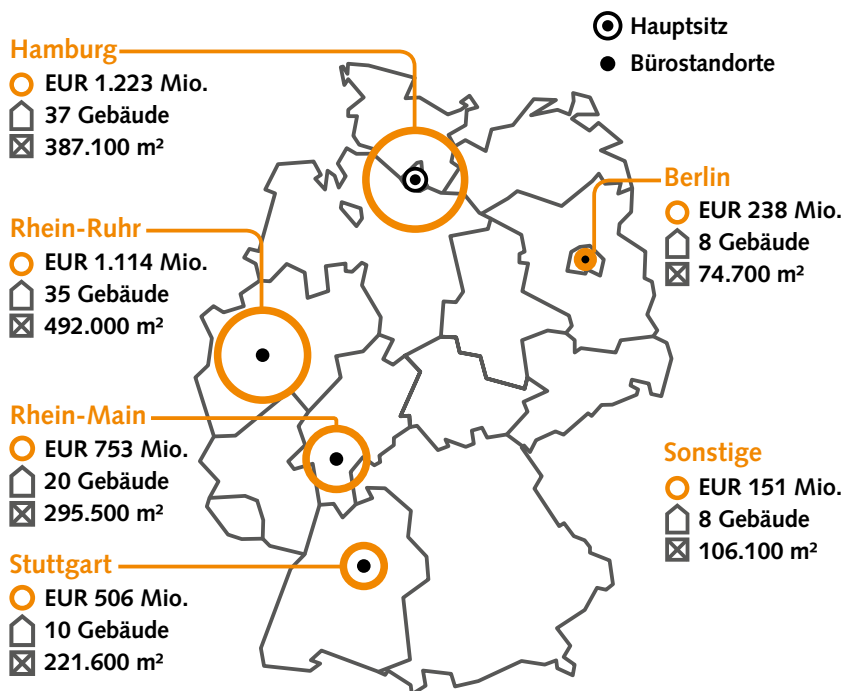 Hauptsitz
Bürostandorte
Hamburg
EUR 1.223 Mio.
37 Gebäude
387.100 m²
Rhein-Ruhr
EUR 1.114 Mio.
35 Gebäude
492.000 m²
Rhein-Main
EUR 753 Mio.
20 Gebäude
295.500 m²
Stuttgart
EUR 506 Mio.
10 Gebäude
221.600 m²
Berlin
EUR 238 Mio.
8 Gebäude
74.700 m²
Sonstige
EUR 151 Mio.
8 Gebäude
106.100 m²